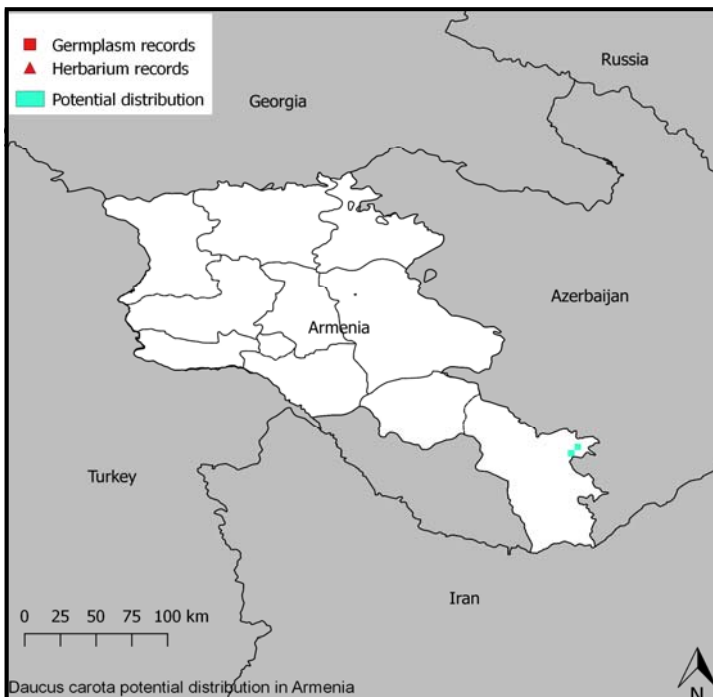 Germplasm records
Herbarium records
Potential distribution
Russia
Georgia
Azerbaijan
Armenia
Turkey
Iran
0 25 50 75 100 km
Daucus carota potential distribution in Armenia
N